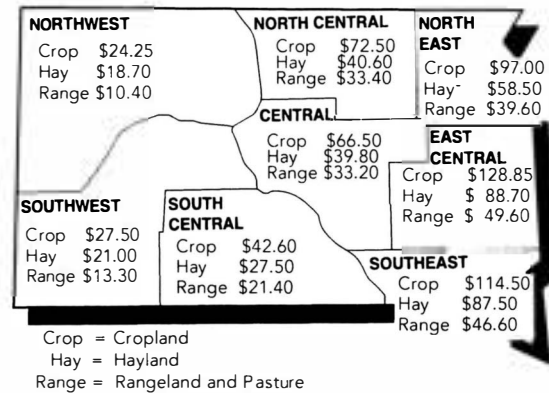 NORTHWEST
Crop $24.25
Hay $18.70
Range $10.40
NORTH CENTRAL
Crop $72.50
Hay $40.60
Range $33.40
NORTH
EAST
Crop $97.00
Hay- $58.50
Range $39.60
CENTRAL
Crop $66.50
Hay $39.80
Range $33.20
EAST
CENTRAL
Crop $128.85
Hay $ 88.70
Range $ 49.60
SOUTHWEST
Crop $27.50
Hay $21.00
Range $13.30
SOUTH
CENTRAL
Crop $42.60
Hay $27.50
Range $21.40
SOUTHEAST
Crop $114.50
Hay $87.50
Range $46.60
Crop = Cropland
Hay = Hayland
Range = Rangeland and Pasture